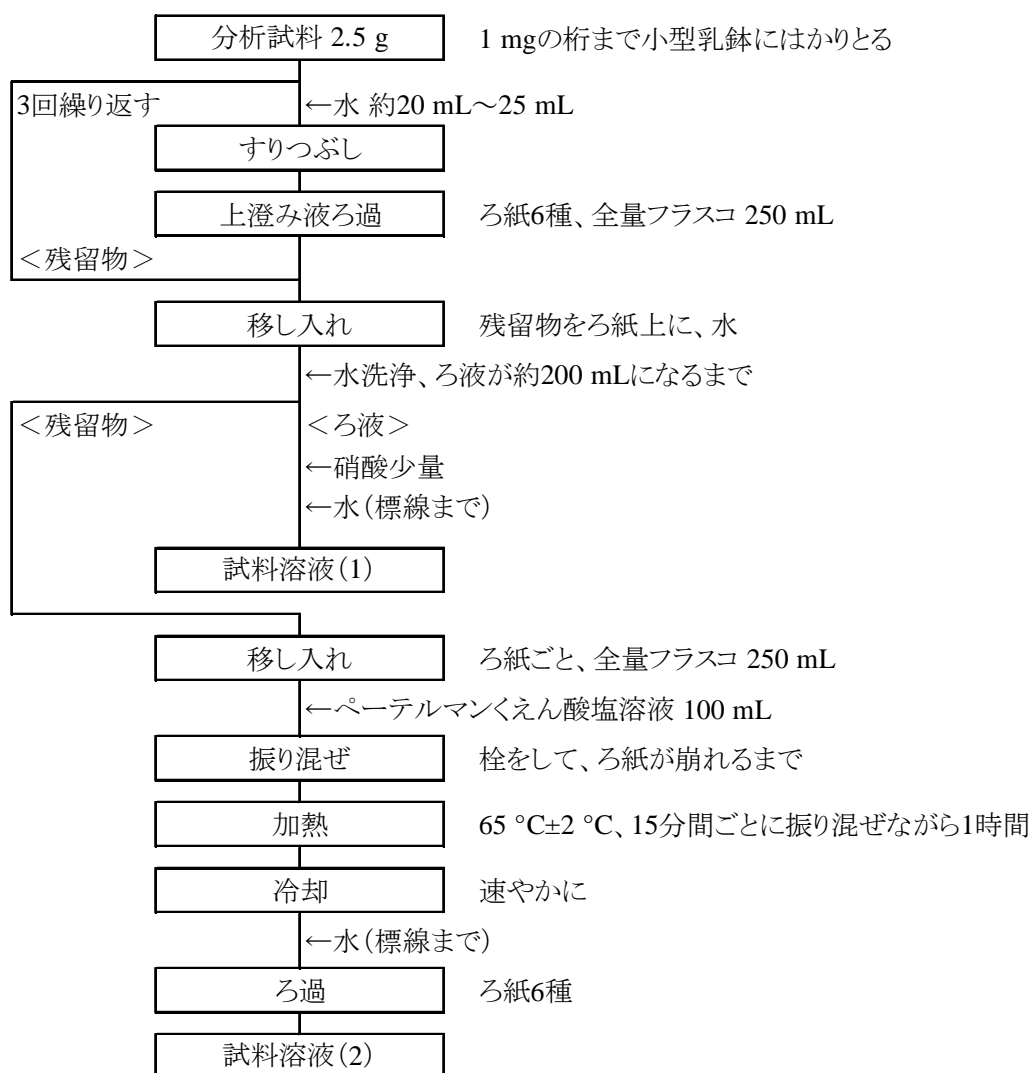 分析試料 2.5 g 1 mgの桁まで小型乳鉢にはかりとる
3回繰り返す ←水 約20 mL～25 mL
すりつぶし
上澄み液ろ過 ろ紙6種、全量フラスコ 250 mL
＜残留物＞
移し入れ 残留物をろ紙上に、水
←水洗浄、ろ液が約200 mLになるまで
＜残留物＞ ＜ろ液＞
←硝酸少量
←水（標線まで）
試料溶液（1）
移し入れ ろ紙ごと、全量フラスコ 250 mL
←ペーテルマンくえん酸塩溶液 100 mL
振り混ぜ 栓をして、ろ紙が崩れるまで
加熱 65 °C±2 °C、15分間ごとに振り混ぜながら1時間
冷却 速やかに
←水（標線まで）
ろ過 ろ紙6種
試料溶液（2）